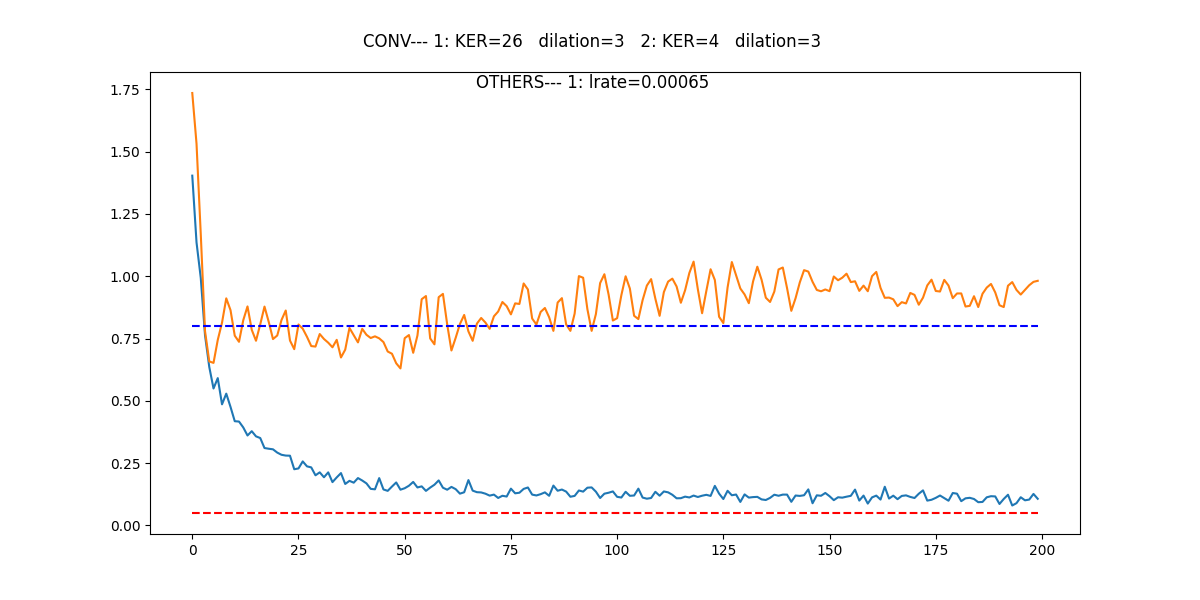 CONV--- 1: KER=26   dilation=3   2: KER=4   dilation=3
OTHERS--- 1: lrate=0.00065
1.75
1.50
1.25
1.00
0.75
0.50
0.25
0.00
0 25 50 75 100 125 150 175 200